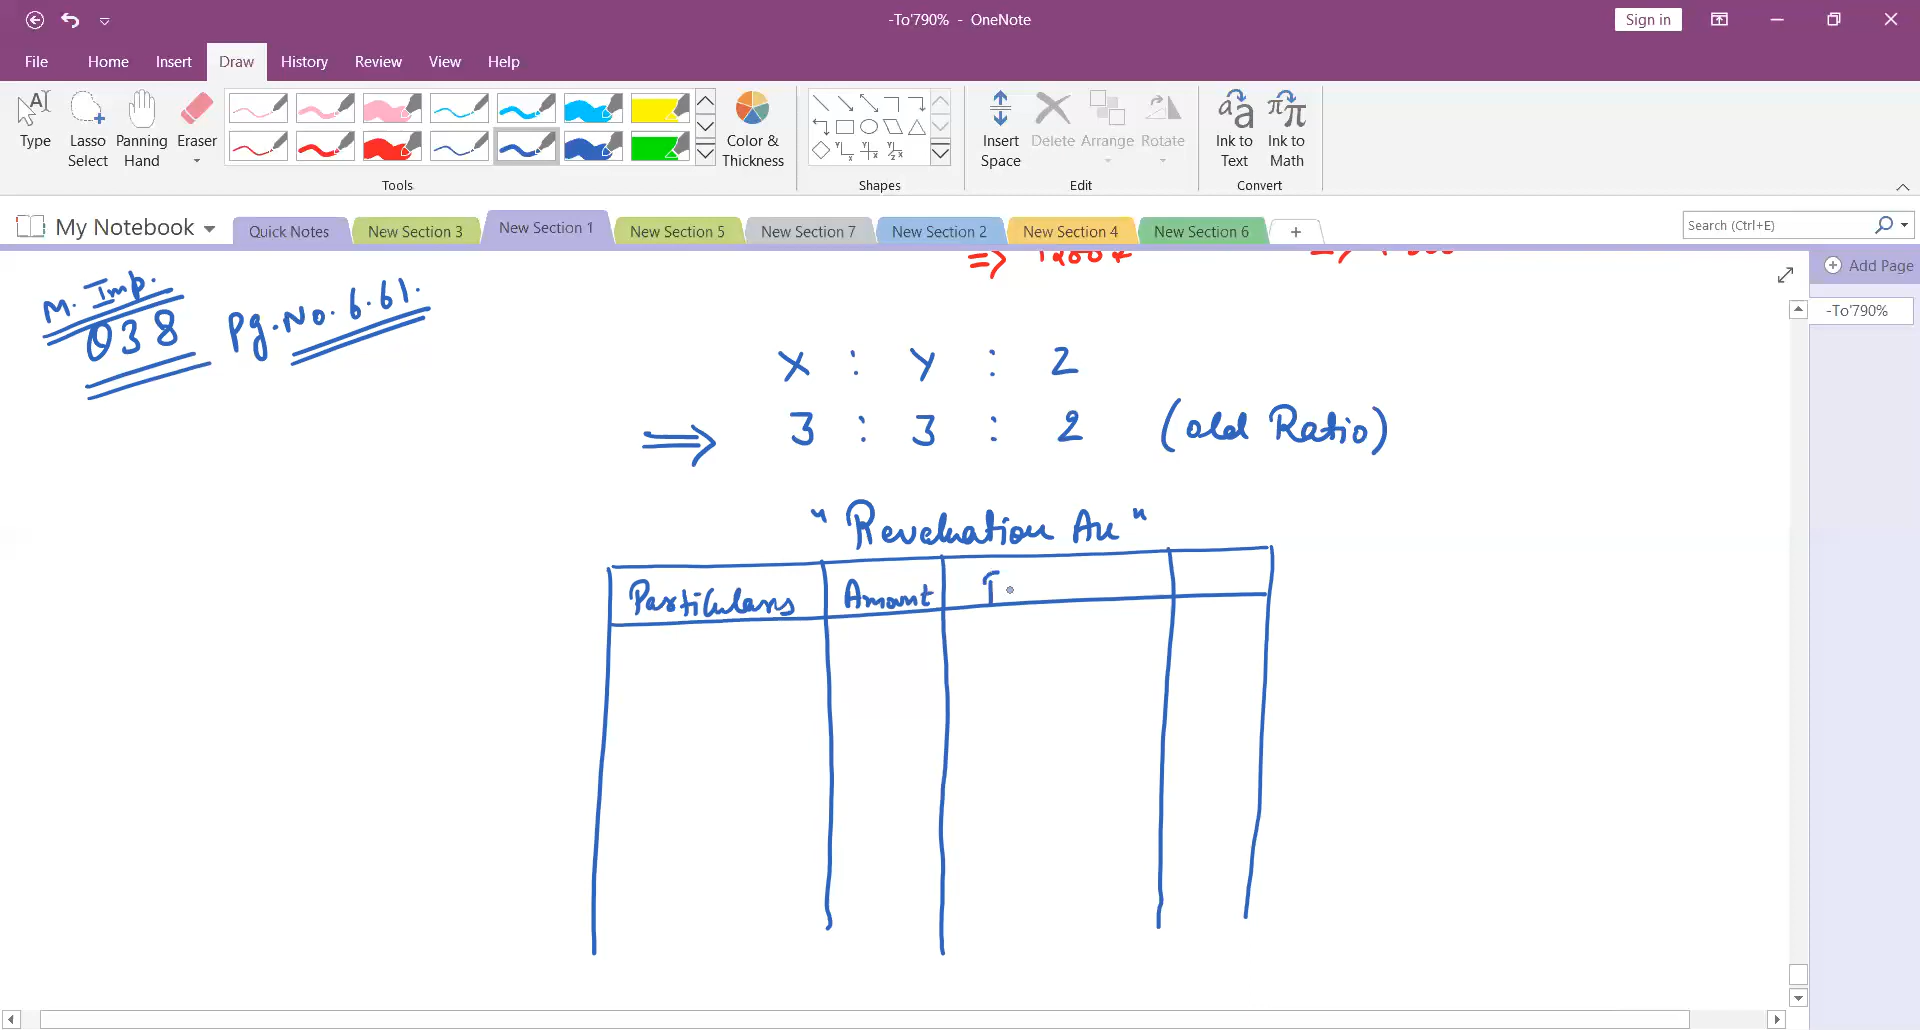 -To'790% - OneNote
Sign in
File Home Insert Draw History Review View Help
Type
Lasso Select
Panning Hand
Eraser
Color & Thickness
Insert Space
Delete
Arrange
Rotate
Ink to Text
Ink to Math
Tools
Shapes
Edit
Convert
My Notebook
Quick Notes
New Section 3
New Section 1
New Section 5
New Section 7
New Section 2
New Section 4
New Section 6
Search (Ctrl+E)
Add Page
-To'790%
M. Imp.
Q38 Pg. No. 6.61.
X : Y : Z
⇒ 3 : 3 : 2 (old Ratio)
"Revaluation A/c"
Particulars Amount